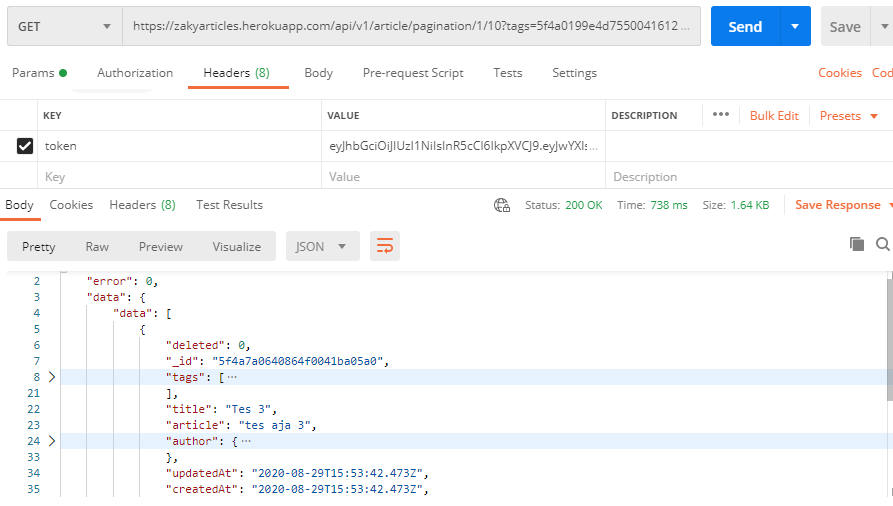 GET https://zakyarticles.herokuapp.com/api/v1/article/pagination/1/10?tags=5f4a0199e4d7550041612 ... Send Save
Params Authorization Headers (8) Body Pre-request Script Tests Settings Cookies Cod
KEY VALUE DESCRIPTION ••• Bulk Edit Presets
token eyJhbGciOiJIUzI1NiIsInR5cCI6IkpXVCJ9.eyJwYXls...
Key Value Description
Body Cookies Headers (8) Test Results Status: 200 OK Time: 738 ms Size: 1.64 KB Save Response
Pretty Raw Preview Visualize JSON
2 "error": 0,
3 "data": {
4 "data": [
5 {
6 "deleted": 0,
7 "_id": "5f4a7a0640864f0041ba05a0",
8 "tags": [ ···
21 ],
22 "title": "Tes 3",
23 "article": "tes aja 3",
24 "author": { ···
33 },
34 "updatedAt": "2020-08-29T15:53:42.473Z",
35 "createdAt": "2020-08-29T15:53:42.473Z",